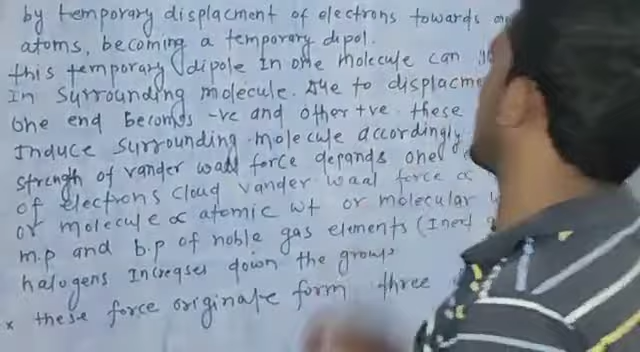 by temporary displacment of electrons towards
atoms, becoming a temporary dipol.
this temporary dipole In one molecule can
In surrounding molecule. Due to displacme
One end becomes -ve and other +ve. these
Induce surrounding molecule accordingly.
strength of vander waal force depands
of electrons cloud vander waal force ∝
or molecule ∝ atomic wt or molecular
m.p and b.p of noble gas elements (Inert
halogens Increases down the group
* these force originate form three